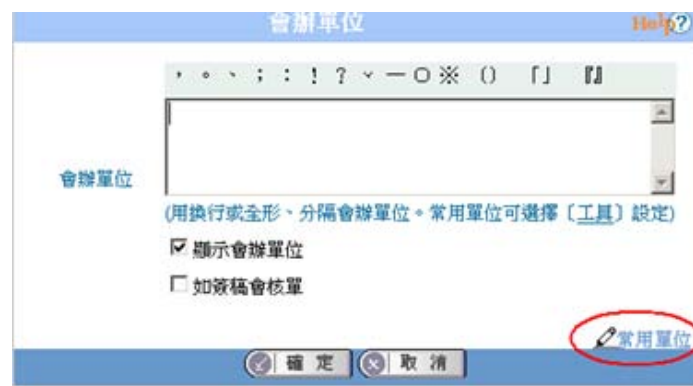 會辦單位
Help?
，。、；：！？ˇ—○※（）「」『』
會辦單位
(用換行或全形、分隔會辦單位。常用單位可選擇〔工具〕設定)
顯示會辦單位
如簽稿會核單
常用單位
確 定
取 消